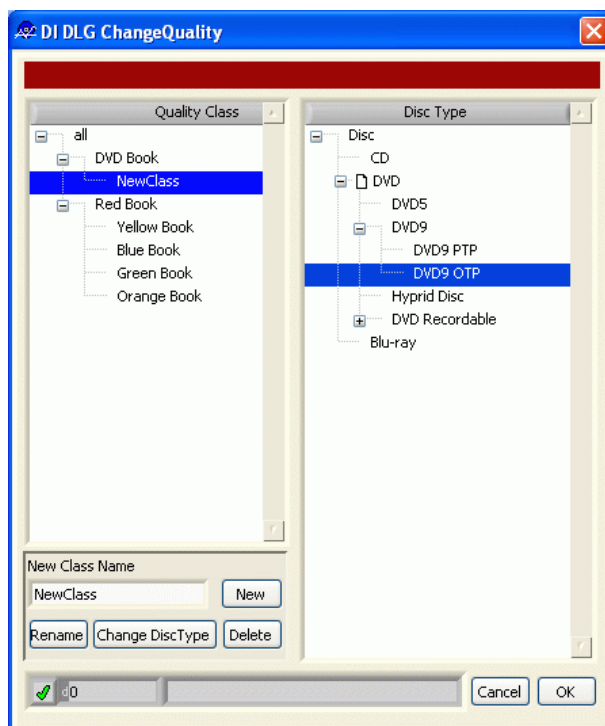 DI DLG ChangeQuality
Quality Class
all
DVD Book
NewClass
Red Book
Yellow Book
Blue Book
Green Book
Orange Book
Disc Type
Disc
CD
DVD
DVD5
DVD9
DVD9 PTP
DVD9 OTP
Hyprid Disc
DVD Recordable
Blu-ray
New Class Name
NewClass
New
Rename
Change DiscType
Delete
d0
Cancel
OK